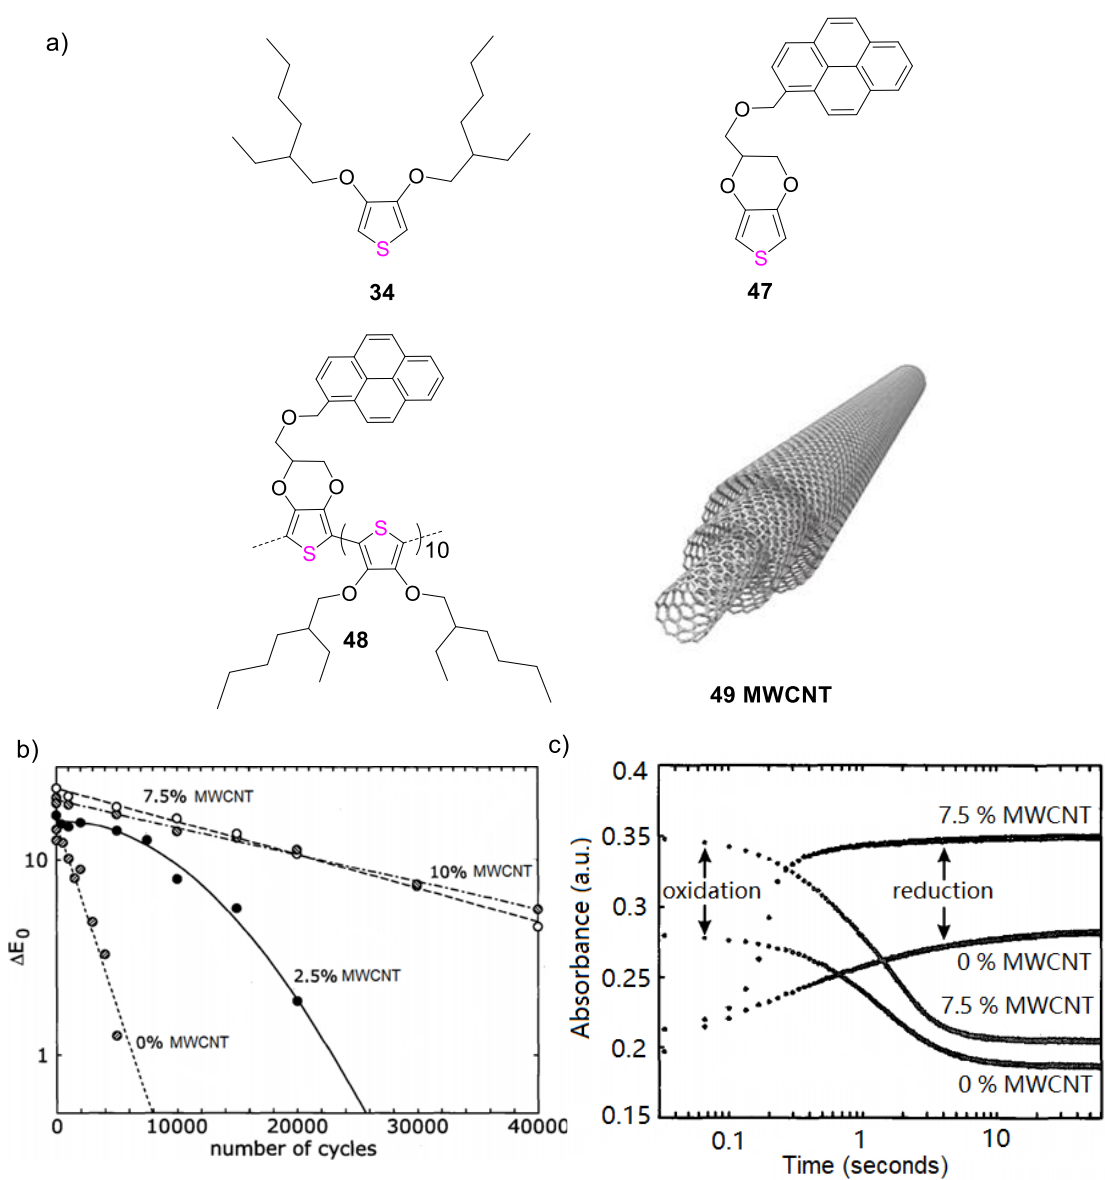 a)
O
O
S
34
O
O
O
S
47
O
O
O
S
S
10
O
O
48
49 MWCNT
b)
7.5% MWCNT
10
10% MWCNT
ΔE₀
2.5% MWCNT
1
0% MWCNT
0 10000 20000 30000 40000
number of cycles
c)
0.4
7.5 % MWCNT
0.35
oxidation
reduction
0.3
0 % MWCNT
Absorbance (a.u.)
0.25
7.5 % MWCNT
0.2
0 % MWCNT
0.15
0.1 1 10
Time (seconds)